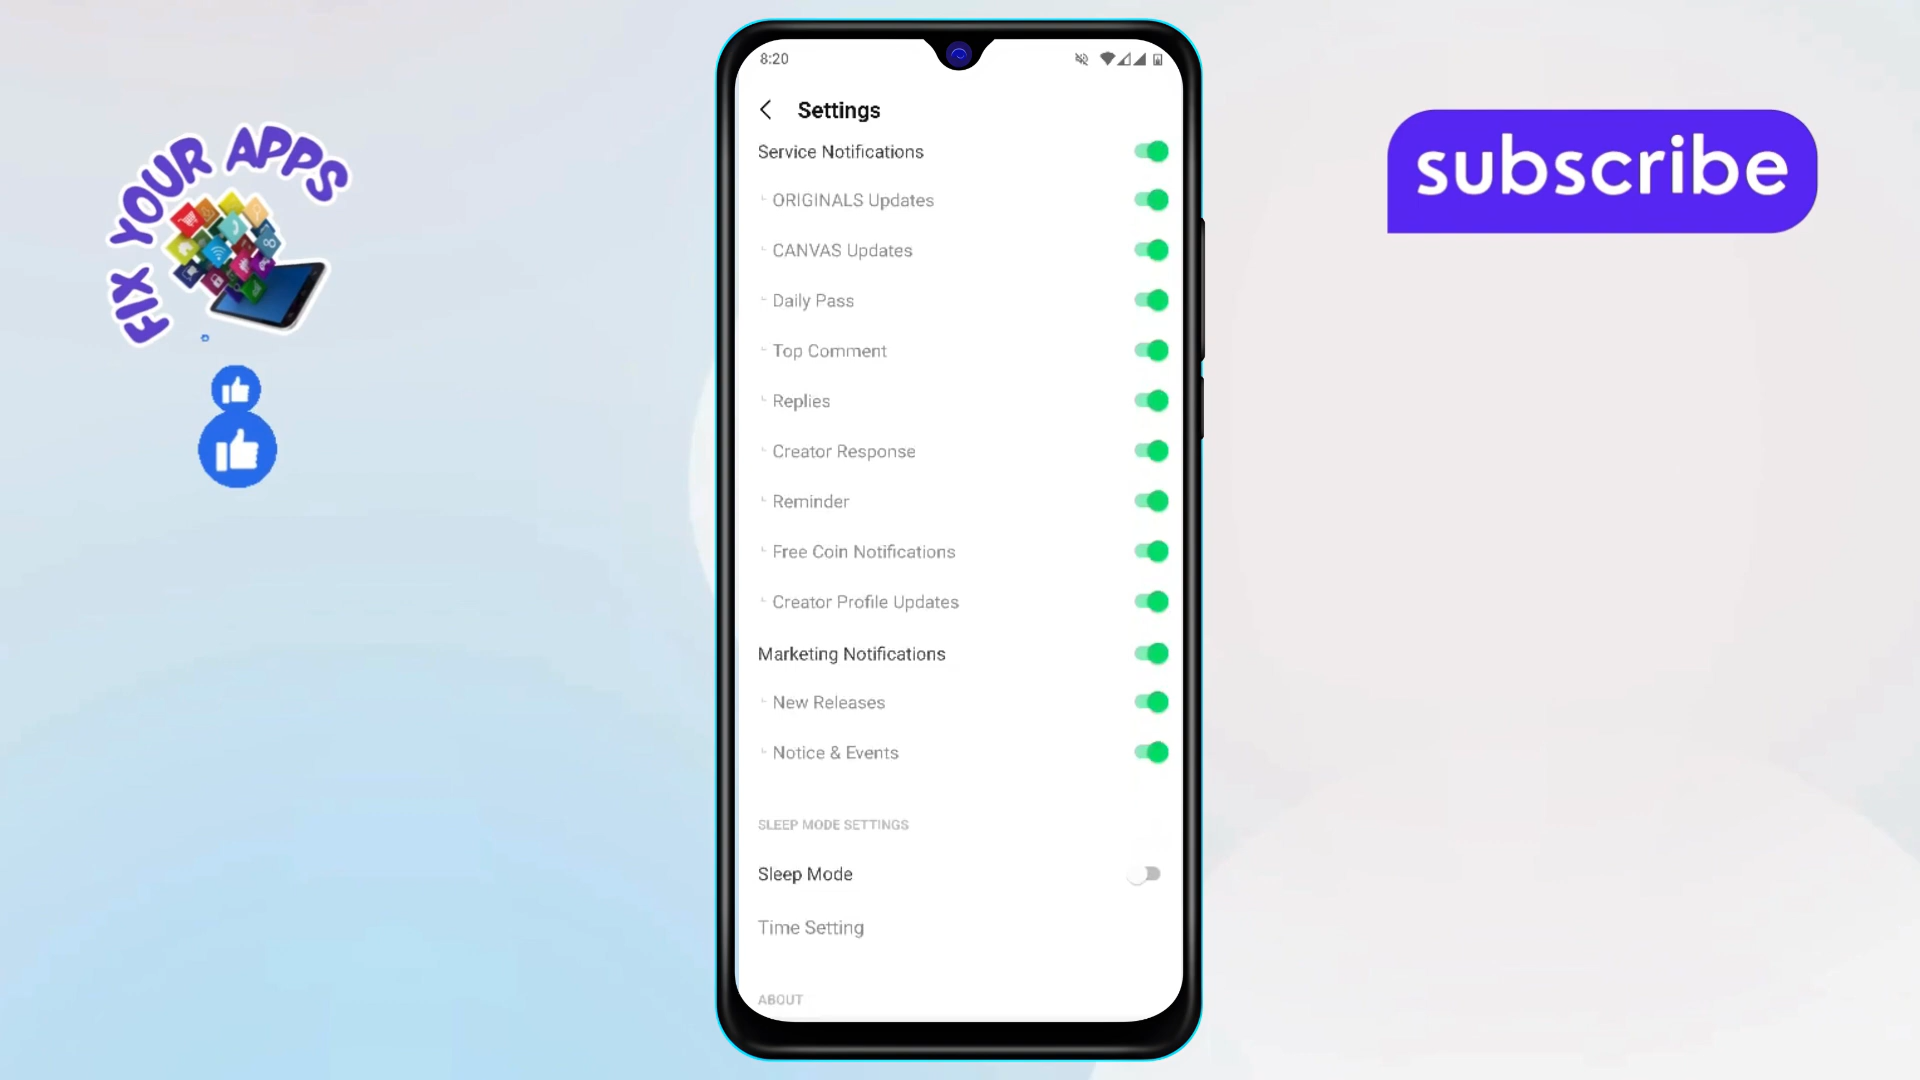 FIX YOUR APPS
subscribe
8:20
Settings
Service Notifications
ORIGINALS Updates
CANVAS Updates
Daily Pass
Top Comment
Replies
Creator Response
Reminder
Free Coin Notifications
Creator Profile Updates
Marketing Notifications
New Releases
Notice & Events
SLEEP MODE SETTINGS
Sleep Mode
Time Setting
ABOUT